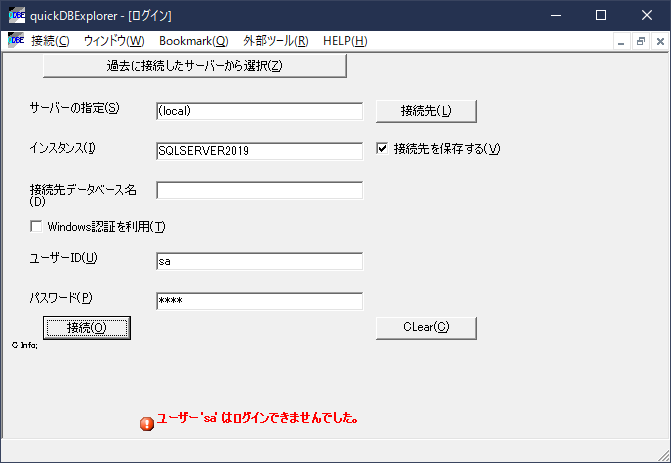 quickDBExplorer - [ログイン]
接続(C) ウィンドウ(W) Bookmark(Q) 外部ツール(R) HELP(H)
過去に接続したサーバーから選択(Z)
サーバーの指定(S) (local) 接続先(L)
インスタンス(I) SQLSERVER2019 接続先を保存する(V)
接続先データベース名
(D)
Windows認証を利用(T)
ユーザーID(U) sa
パスワード(P) ****
接続(O) CLear(C)
C Info;
ユーザー 'sa' はログインできませんでした。